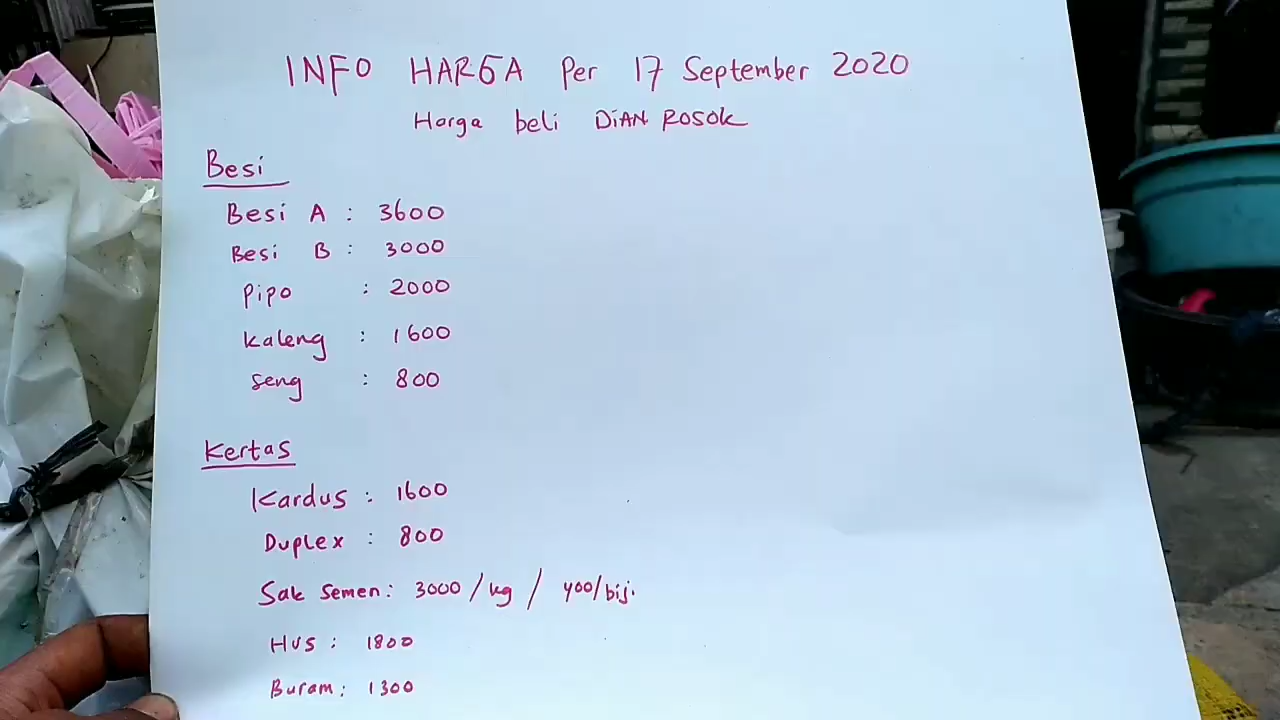 INFO HARGA Per 17 September 2020
Harga beli DIAN ROSOK
Besi
Besi A : 3600
Besi B : 3000
Pipo : 2000
Kaleng : 1600
Seng : 800
Kertas
Kardus : 1600
Duplex : 800
Sak Semen : 3000 / kg / 400/biji
HVS : 1800
Buram : 1300